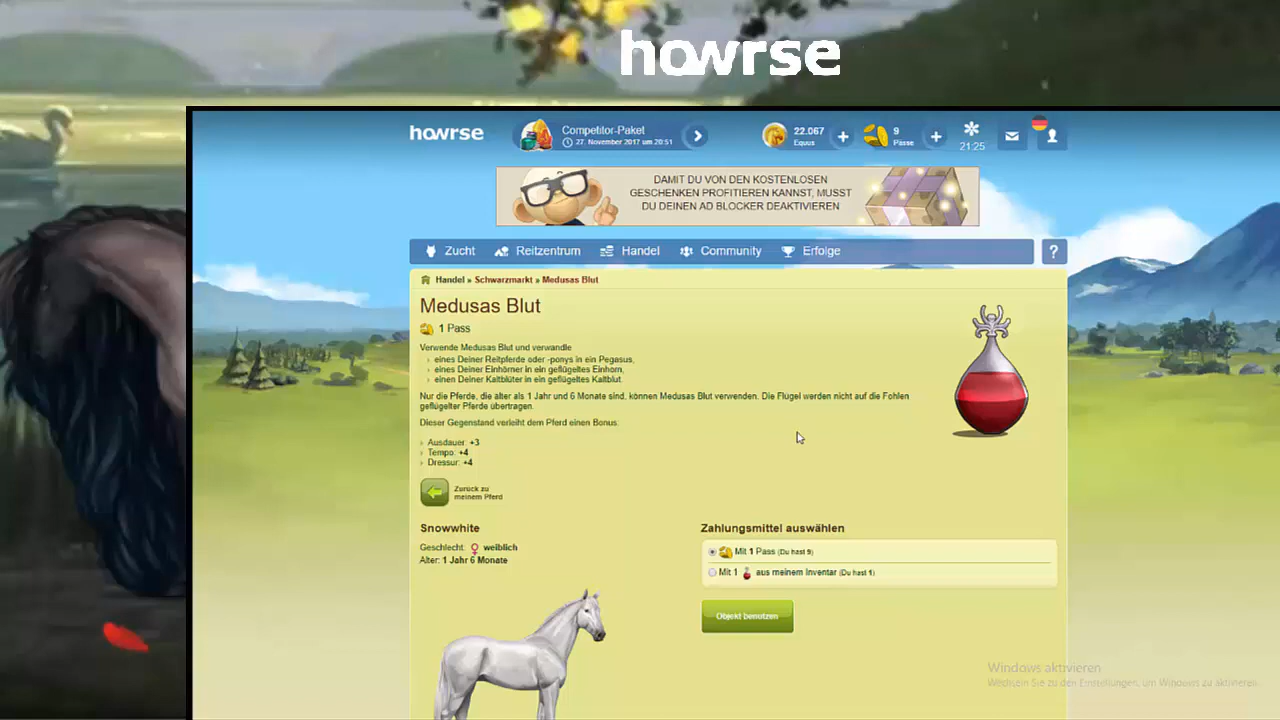 howrse
howrse
Competitor-Paket
27. November 2017 um 20:51
22.067
Equus
9
Pässe
21:25
DAMIT DU VON DEN KOSTENLOSEN
GESCHENKEN PROFITIEREN KANNST, MUSST
DU DEINEN AD BLOCKER DEAKTIVIEREN
Zucht
Reitzentrum
Handel
Community
Erfolge
?
Handel » Schwarzmarkt » Medusas Blut
Medusas Blut
1 Pass
Verwende Medusas Blut und verwandle
eines Deiner Reitpferde oder -ponys in ein Pegasus,
eines Deiner Einhörner in ein geflügeltes Einhorn,
einen Deiner Kaltblüter in ein geflügeltes Kaltblut.
Nur die Pferde, die älter als 1 Jahr und 6 Monate sind, können Medusas Blut verwenden. Die Flügel werden nicht auf die Fohlen
geflügelter Pferde übertragen.
Dieser Gegenstand verleiht dem Pferd einen Bonus:
Ausdauer: +3
Tempo: +4
Dressur: +4
Zurück zu
meinem Pferd
Snowwhite
Geschlecht: weiblich
Alter: 1 Jahr 6 Monate
Zahlungsmittel auswählen
Mit 1 Pass (Du hast 9)
Mit 1 aus meinem Inventar (Du hast 1)
Objekt benutzen
Windows aktivieren
Wechseln Sie zu den Einstellungen, um Windows zu aktivieren.